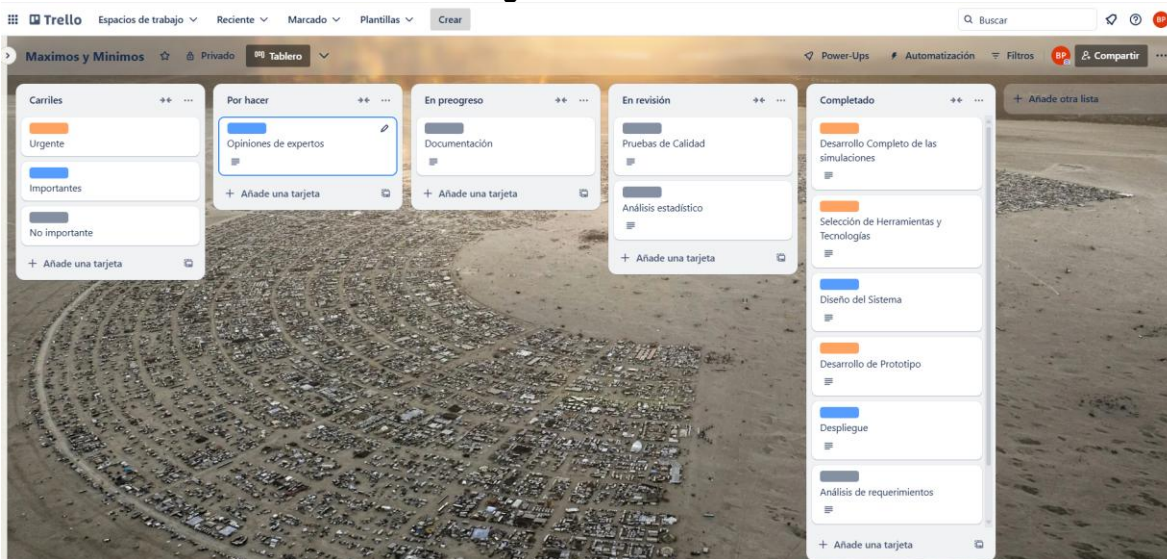 Trello Espacios de trabajo Reciente Marcado Plantillas Crear Buscar BP
Maximos y Minimos Privado Tablero Power-Ups Automatización Filtros BP Compartir
Carriles
Urgente
Importantes
No importante
+ Añade una tarjeta
Por hacer
Opiniones de expertos
+ Añade una tarjeta
En preogreso
Documentación
+ Añade una tarjeta
En revisión
Pruebas de Calidad
Análisis estadístico
+ Añade una tarjeta
Completado
Desarrollo Completo de las
simulaciones
Selección de Herramientas y
Tecnologías
Diseño del Sistema
Desarrollo de Prototipo
Despliegue
Análisis de requerimientos
+ Añade una tarjeta
+ Añade otra lista